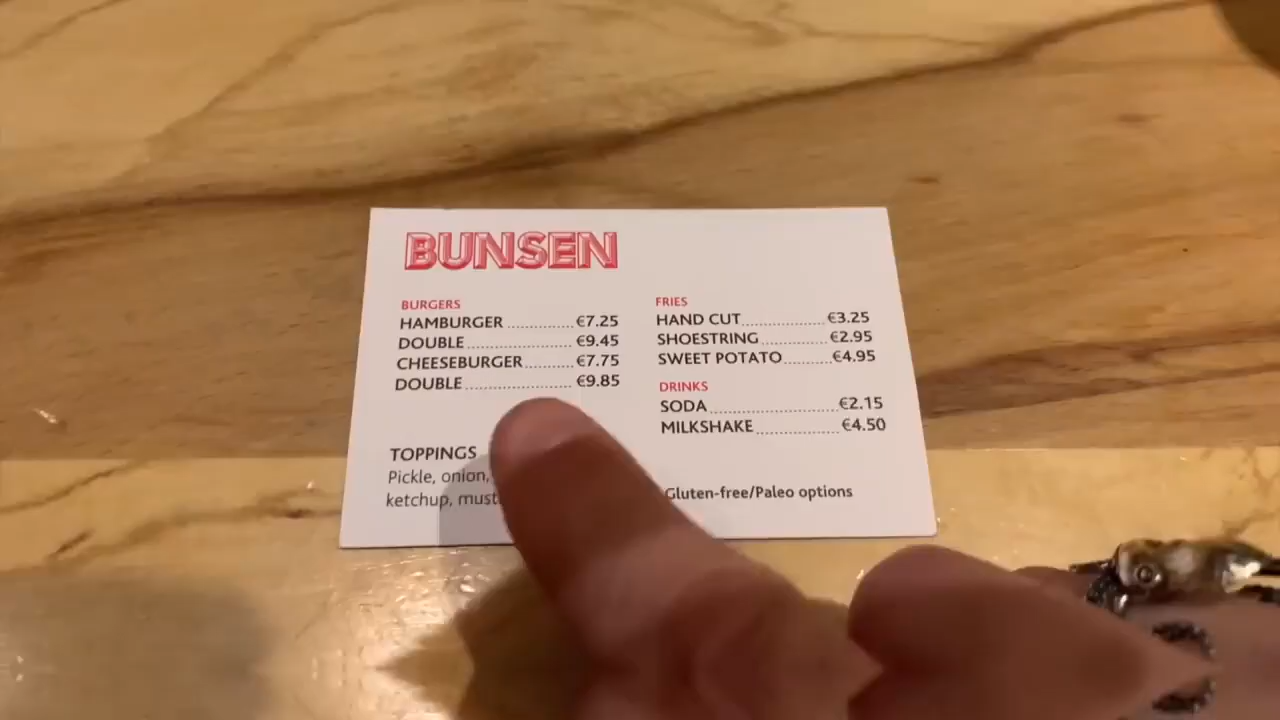 BUNSEN
BURGERS
HAMBURGER ............ €7.25
DOUBLE ............ €9.45
CHEESEBURGER ............ €7.75
DOUBLE ............ €9.85
TOPPINGS
Pickle, onion,
ketchup,
FRIES
HAND CUT ............ €3.25
SHOESTRING ............ €2.95
SWEET POTATO ............ €4.95
DRINKS
SODA ............ €2.15
MILKSHAKE ............ €4.50
Gluten-free/Paleo options